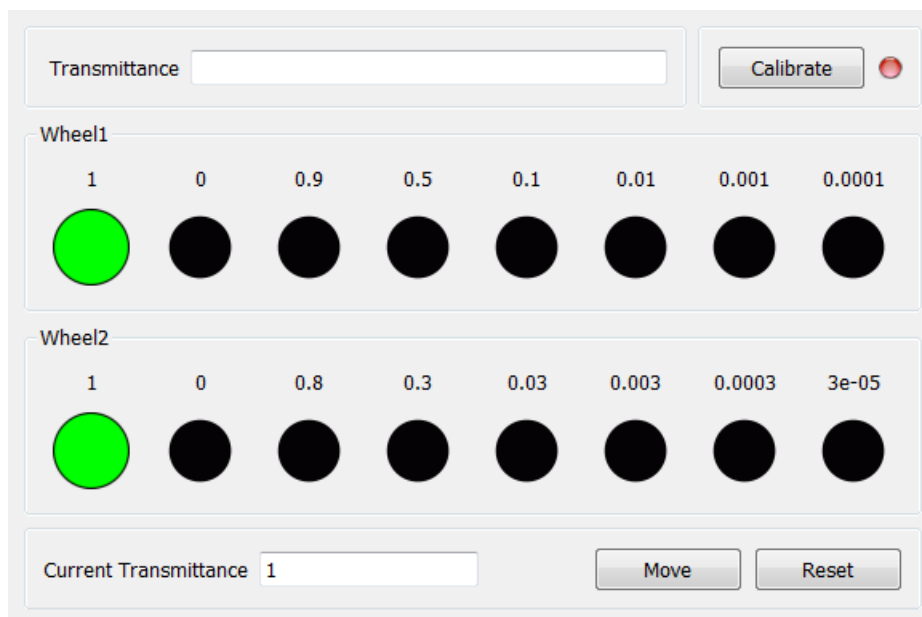 Transmittance Calibrate
Wheel1
1 0 0.9 0.5 0.1 0.01 0.001 0.0001
Wheel2
1 0 0.8 0.3 0.03 0.003 0.0003 3e-05
Current Transmittance 1 Move Reset